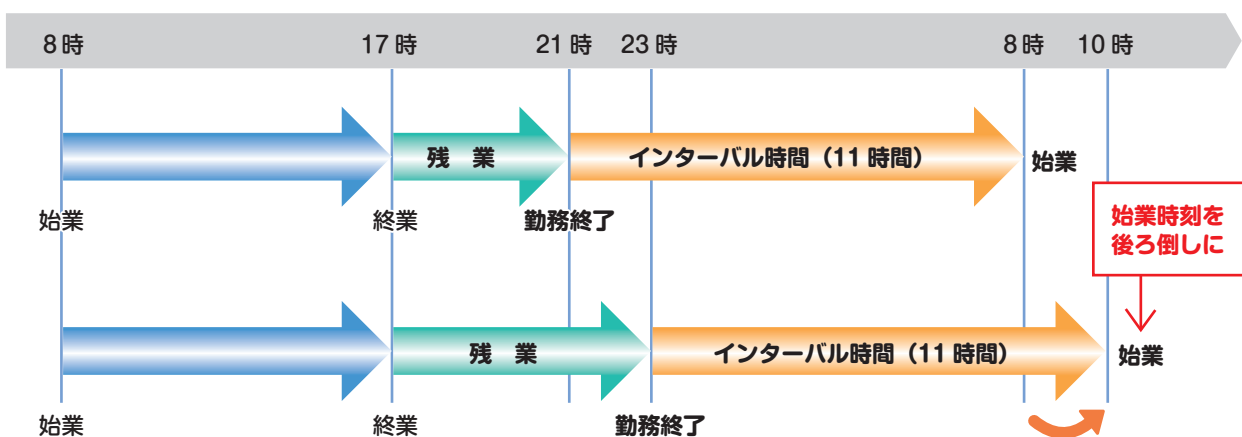 8時 17時 21時 23時 8時 10時
残 業 インターバル時間（11時間） 始業
始業 終業 勤務終了
始業時刻を
後ろ倒しに
残 業 インターバル時間（11時間） 始業
始業 終業 勤務終了